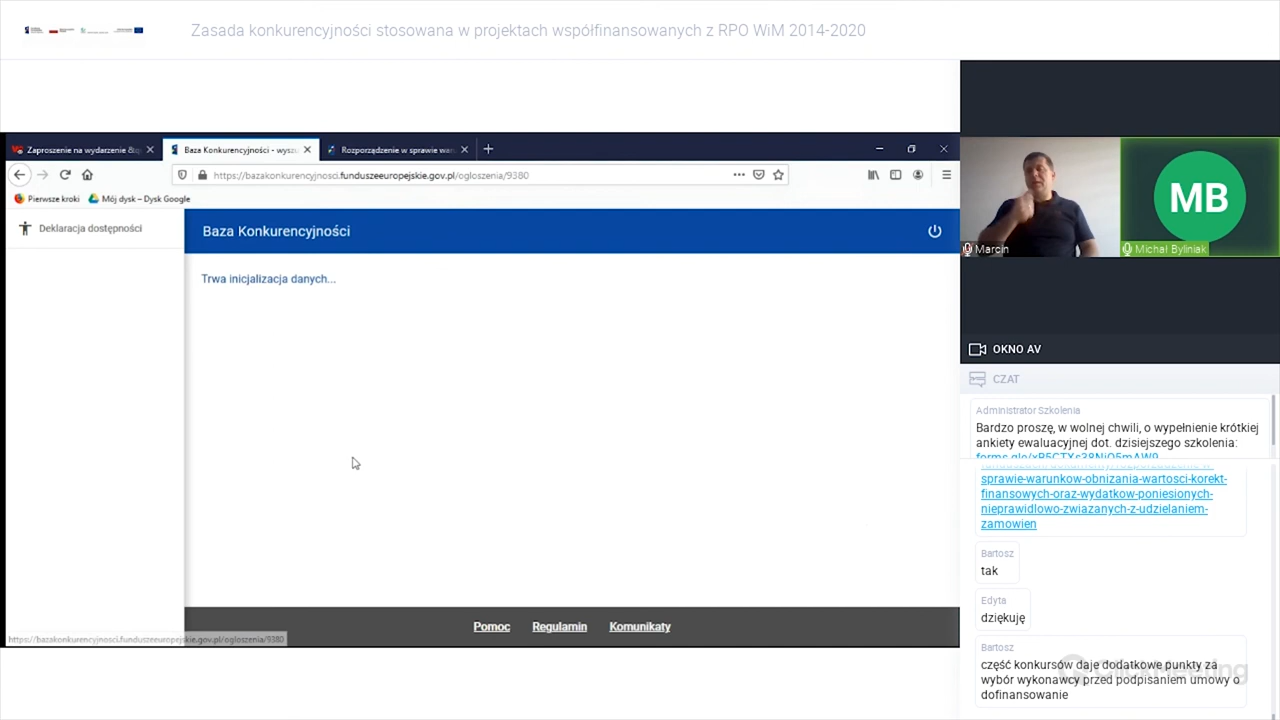 Zasada konkurencyjności stosowana w projektach współfinansowanych z RPO WiM 2014-2020
Zaproszenie na wydarzenie
Baza Konkurencyjności - wysz
Rozporządzenie w sprawie war
https://bazakonkurencyjnosci.funduszeeuropejskie.gov.pl/ogloszenia/9380
Pierwsze kroki
Mój dysk – Dysk Google
Deklaracja dostępności
Baza Konkurencyjności
Trwa inicjalizacja danych...
Pomoc
Regulamin
Komunikaty
https://bazakonkurencyjnosci.funduszeeuropejskie.gov.pl/ogloszenia/9380
MB
Marcin
Michał Byliniak
OKNO AV
CZAT
Administrator Szkolenia
Bardzo proszę, w wolnej chwili, o wypełnienie krótkiej
ankiety ewaluacyjnej dot. dzisiejszego szkolenia:
sprawie-warunkow-obnizania-wartosci-korekt-
finansowych-oraz-wydatkow-poniesionych-
nieprawidlowo-zwiazanych-z-udzielaniem-
zamowien
Bartosz
tak
Edyta
dziękuję
Bartosz
część konkursów daje dodatkowe punkty za
wybór wykonawcy przed podpisaniem umowy o
dofinansowanie
ClickMeeting